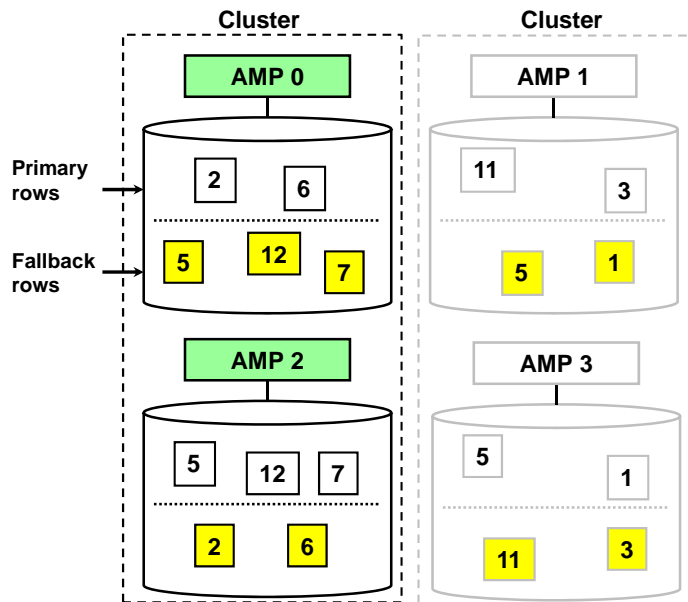 Cluster
Cluster
AMP 0
AMP 1
Primary
rows
2
6
11
3
Fallback
rows
5
12
7
5
1
AMP 2
AMP 3
5
12
7
5
1
2
6
11
3